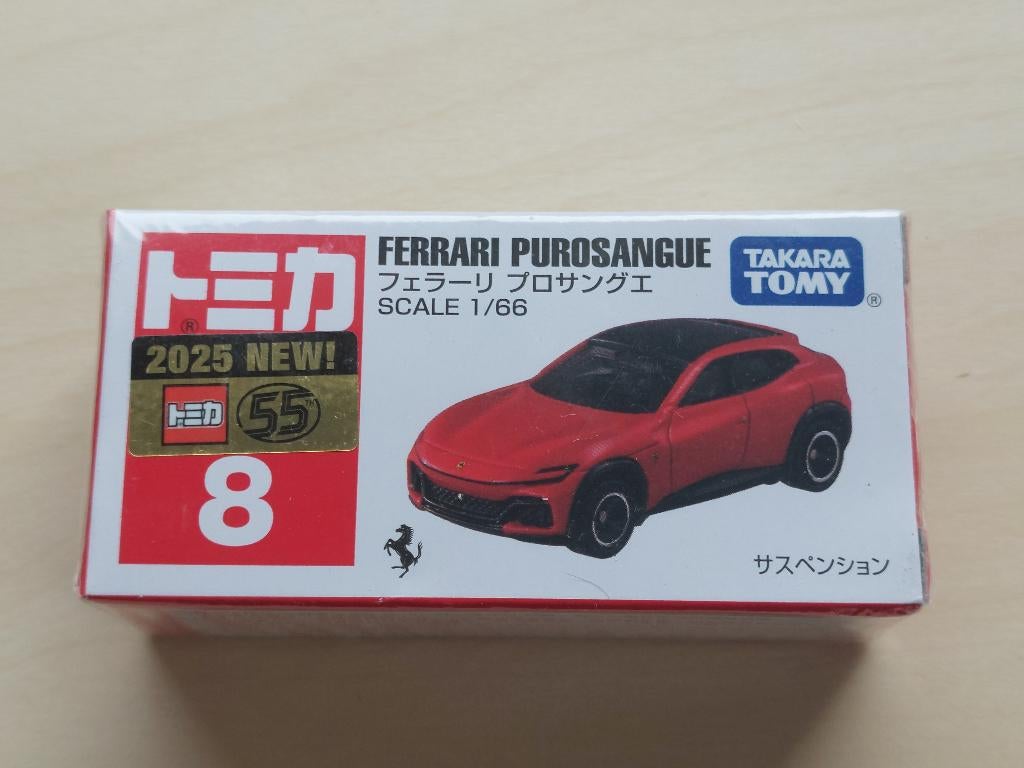 トミカ
®
2025 NEW!
トミカ
55
TM
8
FERRARI PUROSANGUE
フェラーリ プロサングエ
SCALE 1/66
TAKARA
TOMY
®
サスペンション